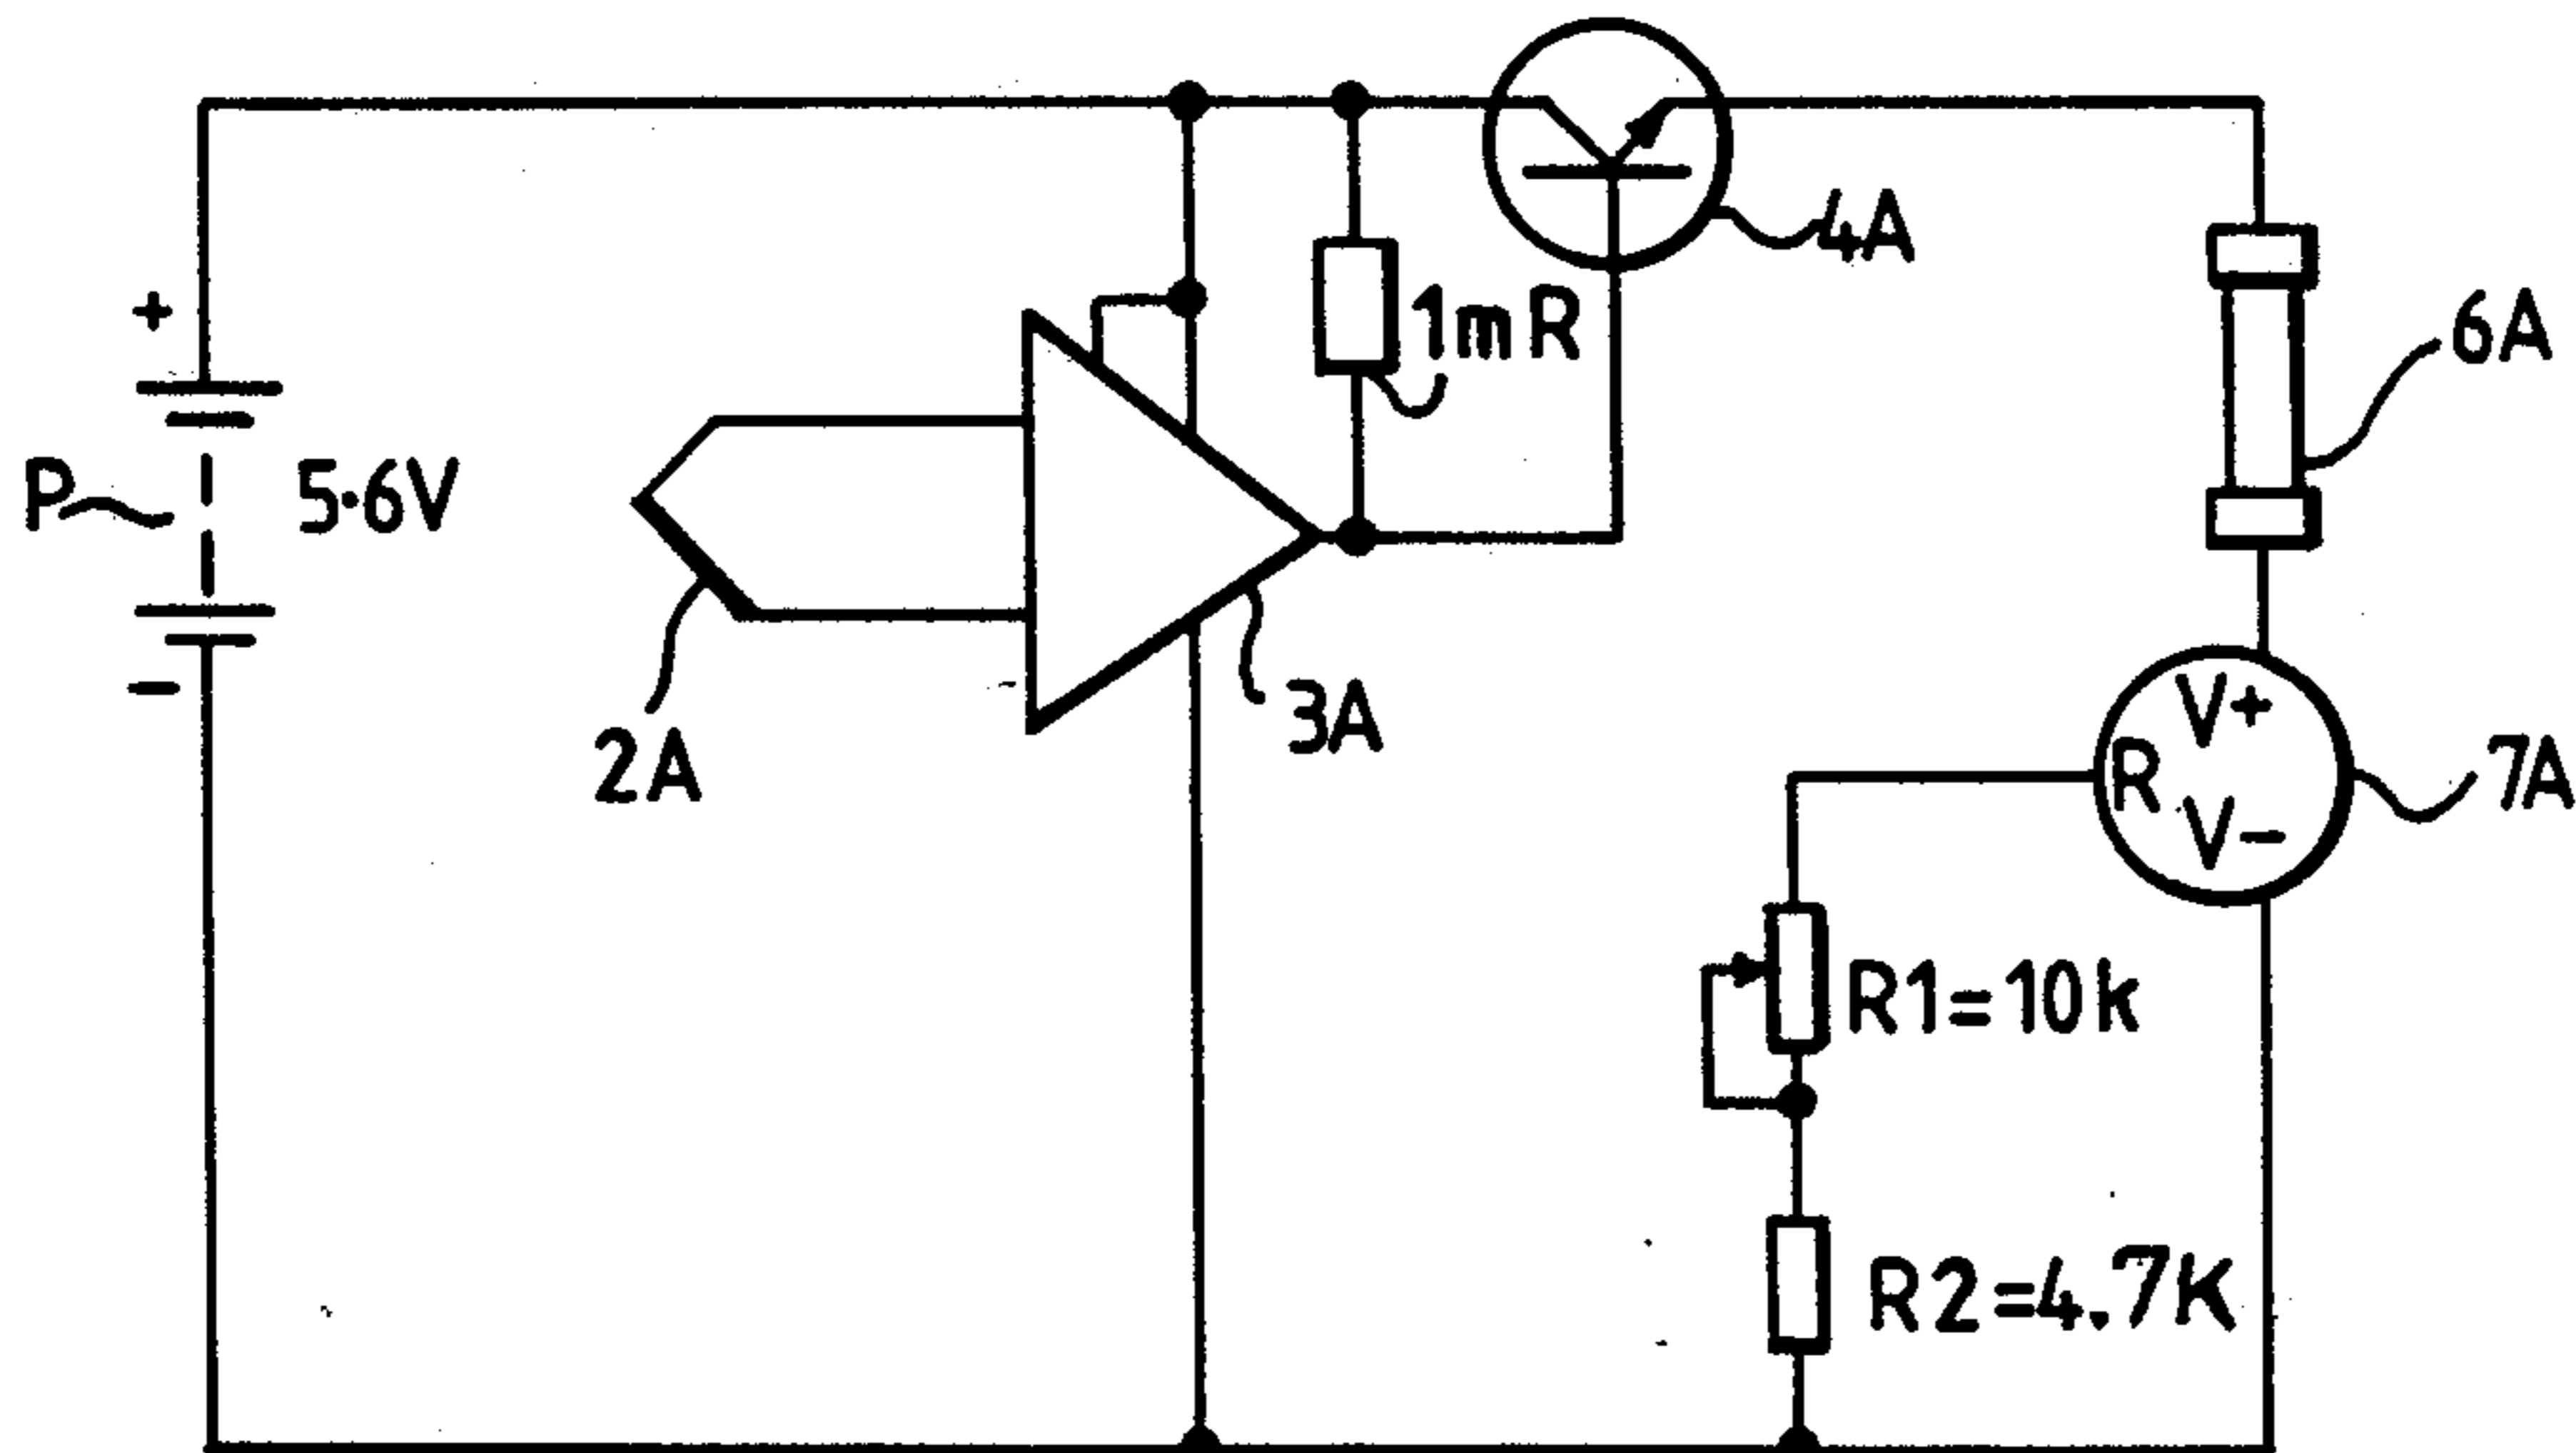 4A
+
1mR
6A
P
5.6V
3A
2A
V+
R
V-
7A
R1=10k
R2=4.7K
-